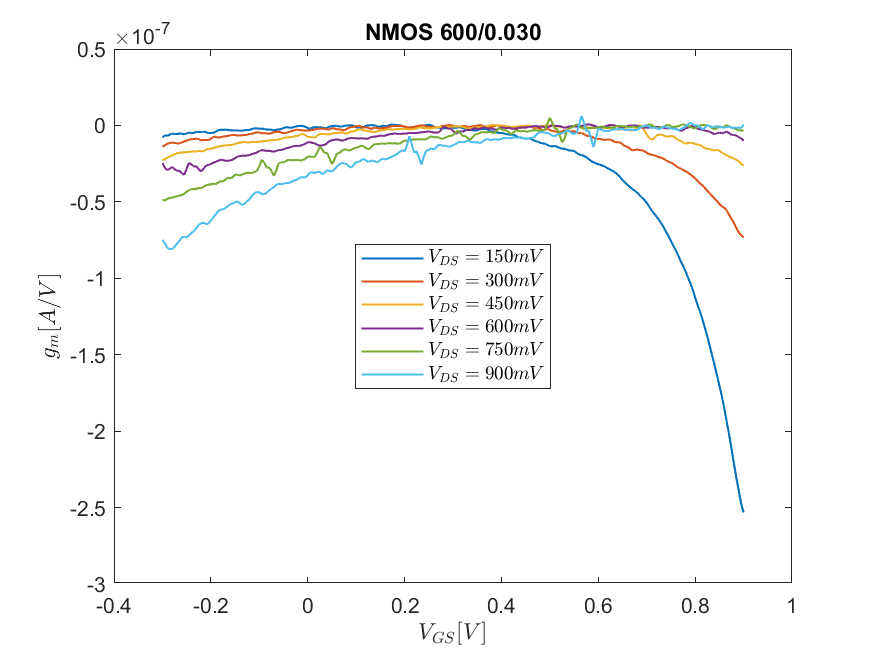 NMOS 600/0.030
×10⁻⁷
0.5
0
-0.5
-1
-1.5
-2
-2.5
-3
g_m[A/V]
V_DS = 150mV
V_DS = 300mV
V_DS = 450mV
V_DS = 600mV
V_DS = 750mV
V_DS = 900mV
-0.4 -0.2 0 0.2 0.4 0.6 0.8 1
V_GS[V]